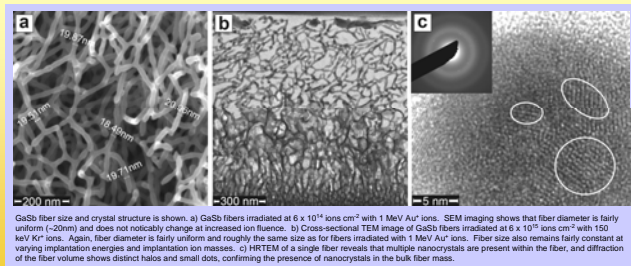 a
b
c
19.87nm
20.99nm
19.51nm
18.49nm
19.71nm
200 nm
300 nm
5 nm
GaSb fiber size and crystal structure is shown. a) GaSb fibers irradiated at 6 x 10¹⁴ ions cm⁻² with 1 MeV Au⁺ ions. SEM imaging shows that fiber diameter is fairly
uniform (~20nm) and does not noticably change at increased ion fluence. b) Cross-sectional TEM image of GaSb fibers irradiated at 6 x 10¹⁵ ions cm⁻² with 150
keV Kr⁺ ions. Again, fiber diameter is fairly uniform and roughly the same size as for fibers irradiated with 1 MeV Au⁺ ions. Fiber size also remains fairly constant at
varying implantation energies and implantation ion masses. c) HRTEM of a single fiber reveals that multiple nanocrystals are present within the fiber, and diffraction
of the fiber volume shows distinct halos and small dots, confirming the presence of nanocrystals in the bulk fiber mass.